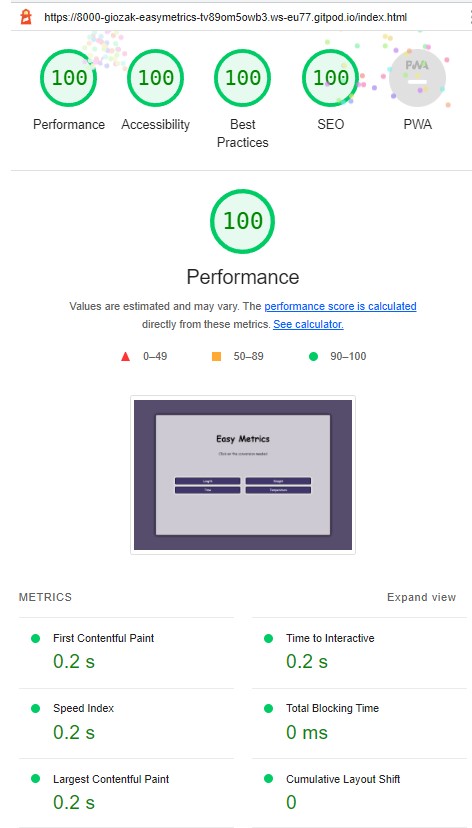 https://8000-giozak-easymetrics-tv89om5owb3.ws-eu77.gitpod.io/index.html
100 100 100 100 PWA
Performance Accessibility Best Practices SEO PWA
100
Performance
Values are estimated and may vary. The performance score is calculated
directly from these metrics. See calculator.
0–49 50–89 90–100
Easy Metrics
Length Weight
Time Temperature
METRICS Expand view
First Contentful Paint Time to Interactive
0.2 s 0.2 s
Speed Index Total Blocking Time
0.2 s 0 ms
Largest Contentful Paint Cumulative Layout Shift
0.2 s 0